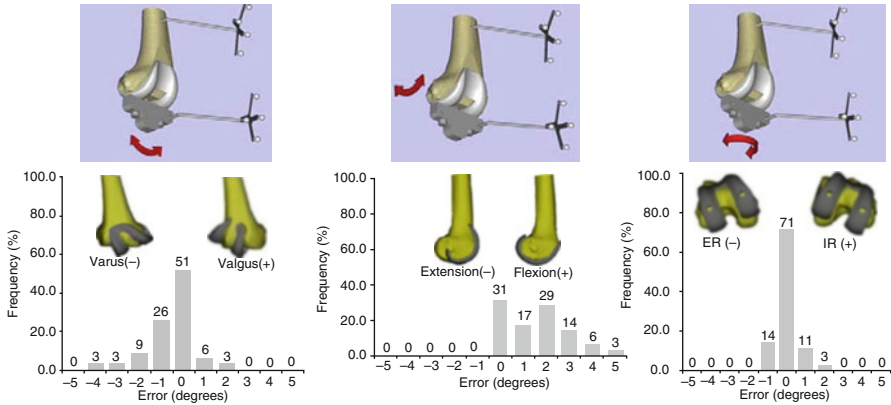 100.0
80.0
60.0
40.0
20.0
0.0
Frequency (%)
Varus(–)
Valgus(+)
0 3 3 9 26 51 6 3 0 0 0
–5 –4 –3 –2 –1 0 1 2 3 4 5
Error (degrees)
100.0
80.0
60.0
40.0
20.0
0.0
Frequency (%)
Extension(–)
Flexion(+)
0 0 0 0 0 31 17 29 14 6 3
–5 –4 –3 –2 –1 0 1 2 3 4 5
Error (degrees)
100.0
80.0
60.0
40.0
20.0
0.0
Frequency (%)
ER (–)
IR (+)
0 0 0 0 14 71 11 3 0 0 0
–5 –4 –3 –2 –1 0 1 2 3 4 5
Error (degrees)